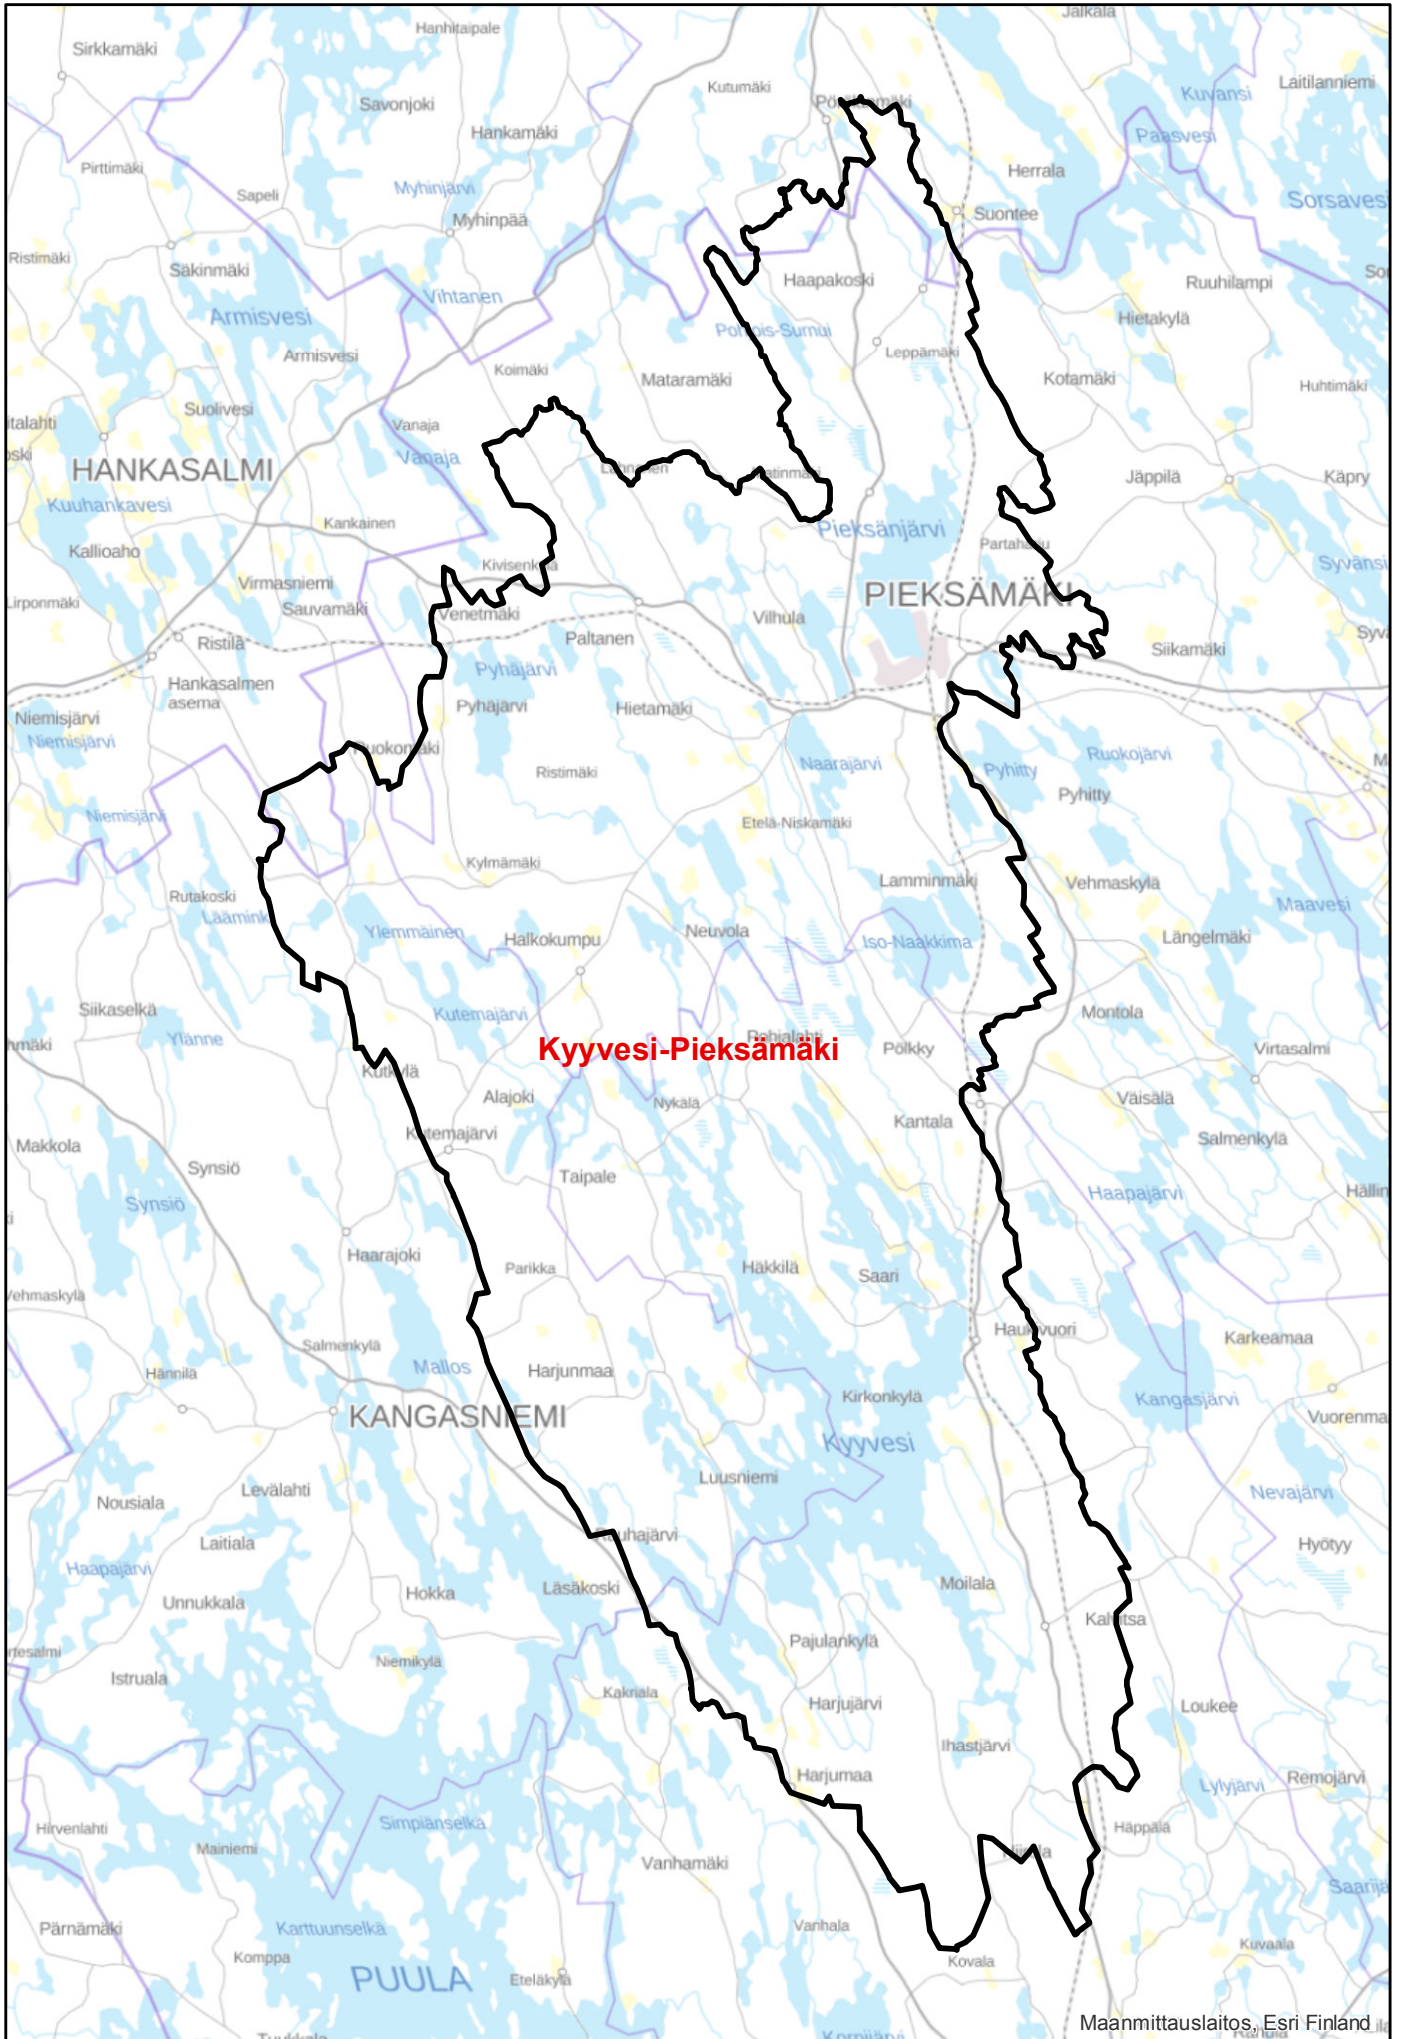 Jalkala
Hanhitaipale
Sirkkamäki
Kutumäki
Laitilanniemi
Kuvansi
Savonjoki
Hankamäki
Paasvesi
Pirttimäki
Herrala
Sapeli
Myhinjärvi
Myhinpää
Suontee
Ristimäki
Säkinmäki
Haapakoski
Ruuhilampi
Vihtanen
Armisvesi
Hietakylä
Armisvesi
Leppämäki
Koimäki
Mataramäki
Kotamäki
Huhtimäki
Suolivesi
Vanaja
Vanaja
HANKASALMI
Jäppilä
Käpry
Kuuhankavesi
Kankainen
Pieksänjärvi
Kallioaho
Syvänsi
Virmasniemi
PIEKSÄMÄKI
Lirponmäki
Sauvamäki
Venetmäki
Vilhula
Ristilä
Paltanen
Siikamäki
Pyhäjärvi
Hankasalmen
asema
Pyhäjärvi
Hietamäki
Niemisjärvi
Niemisjärvi
Ruokojärvi
Naarajärvi
Pyhitty
Ristimäki
Pyhitty
Niemisjärvi
Etelä-Niskamäki
Kylmämäki
Lamminmäki
Vehmaskylä
Rutakoski
Maavesi
Ylemmäinen
Halkokumpu
Neuvola
Iso-Naakkima
Längelmäki
Siikaselkä
Kutemajärvi
Montola
Ylänne
Kyyvesi-Pieksämäki
Pölkky
Virtasalmi
Kutkylä
Alajoki
Nykälä
Väisälä
Kantala
Kutemajärvi
Makkola
Salmenkylä
Synsiö
Taipale
Synsiö
Haapajärvi
Haarajoki
Parikka
Häkkilä
Saari
Vehmaskylä
Haukivuori
Karkeamaa
Salmenkylä
Hännilä
Mallos
Harjunmaa
Kirkonkylä
Kangasjärvi
KANGASNIEMI
Kyyvesi
Luusniemi
Levälahti
Nousiala
Nevajärvi
Rauhajärvi
Laitiala
Hyötyy
Haapajärvi
Hokka
Läsäkoski
Moilala
Unnukkala
Kalvitsa
Pajulankylä
Niemikylä
Istruala
Kakriala
Harjujärvi
Loukee
Ihastjärvi
Harjumaa
Lylyjärvi
Remojärvi
Hirvenlahti
Simpiänselkä
Mainiemi
Häppälä
Vanhamäki
Pärnämäki
Karttuunselkä
Vanhala
Komppa
Kuvaala
Kovala
PUULA
Eteläkylä
Maanmittauslaitos, Esri Finland